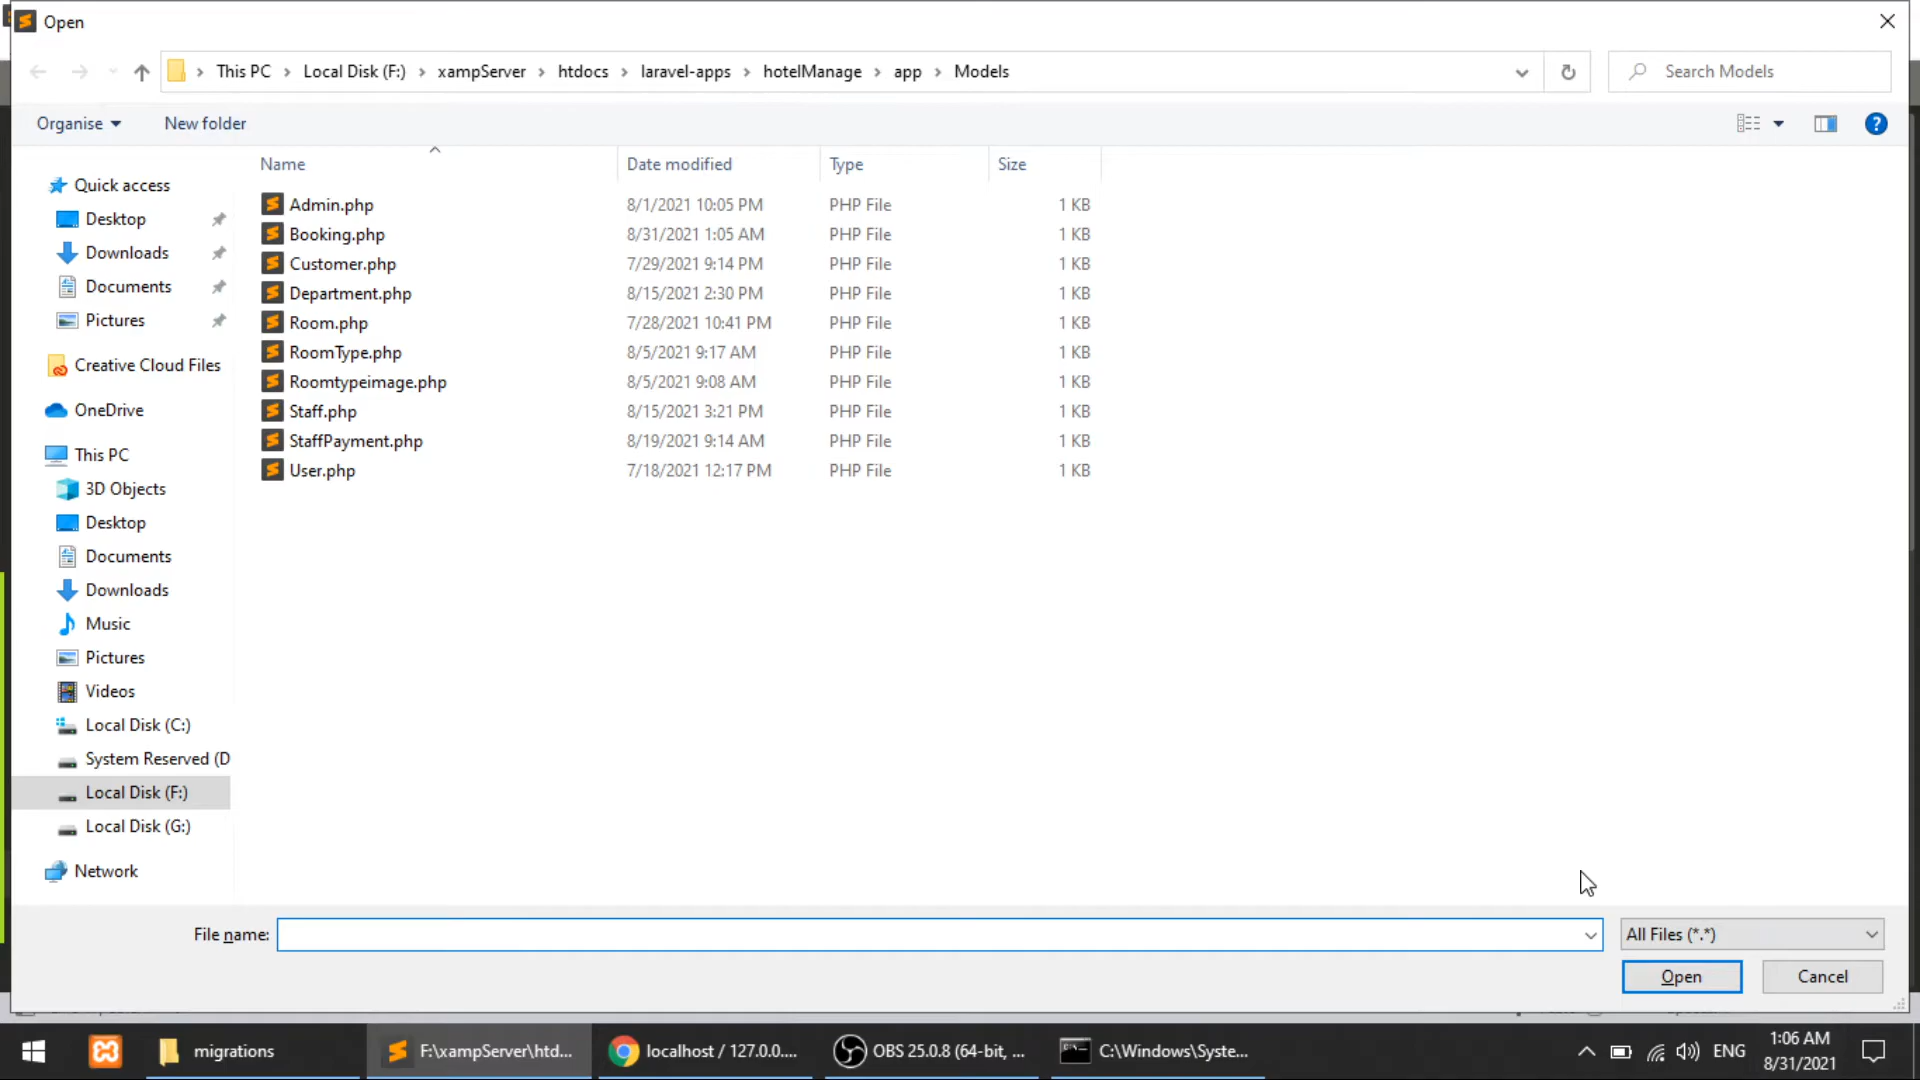 Open
This PC > Local Disk (F:) > xampServer > htdocs > laravel-apps > hotelManage > app > Models
Search Models
Organise
New folder
Name Date modified Type Size
Admin.php 8/1/2021 10:05 PM PHP File 1 KB
Booking.php 8/31/2021 1:05 AM PHP File 1 KB
Customer.php 7/29/2021 9:14 PM PHP File 1 KB
Department.php 8/15/2021 2:30 PM PHP File 1 KB
Room.php 7/28/2021 10:41 PM PHP File 1 KB
RoomType.php 8/5/2021 9:17 AM PHP File 1 KB
Roomtypeimage.php 8/5/2021 9:08 AM PHP File 1 KB
Staff.php 8/15/2021 3:21 PM PHP File 1 KB
StaffPayment.php 8/19/2021 9:14 AM PHP File 1 KB
User.php 7/18/2021 12:17 PM PHP File 1 KB
Quick access
Desktop
Downloads
Documents
Pictures
Creative Cloud Files
OneDrive
This PC
3D Objects
Desktop
Documents
Downloads
Music
Pictures
Videos
Local Disk (C:)
System Reserved (D
Local Disk (F:)
Local Disk (G:)
Network
File name:
All Files (*.*)
Open
Cancel
migrations
F:\xampServer\htd...
localhost / 127.0.0....
OBS 25.0.8 (64-bit, ...
C:\Windows\Syste...
ENG
1:06 AM
8/31/2021